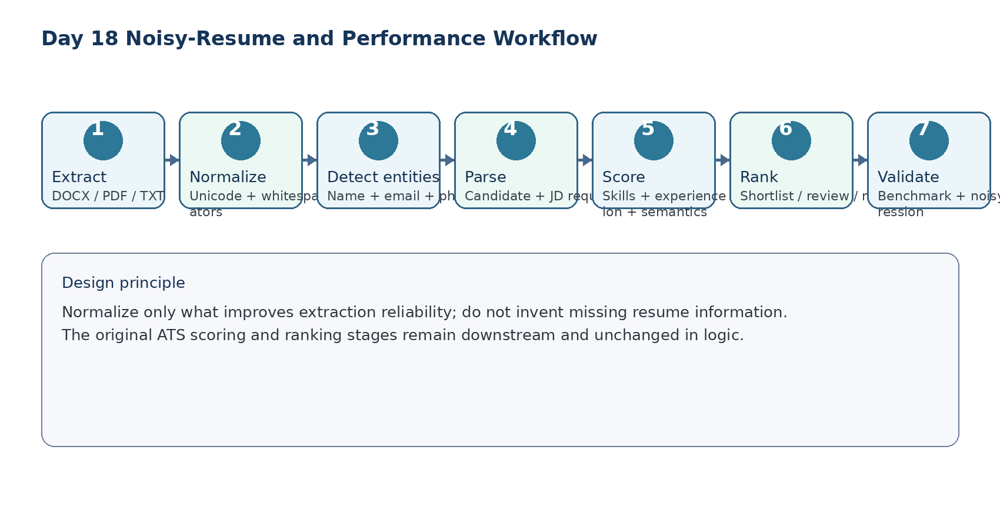 Day 18 Noisy-Resume and Performance Workflow
1
2
3
4
5
6
7
Extract
DOCX / PDF / TXT
Normalize
Unicode + whitespa
ators
Detect entities
Name + email + ph
Parse
Candidate + JD requ
Score
Skills + experience
ion + semantics
Rank
Shortlist / review / r
Validate
Benchmark + noisy
ression
Design principle
Normalize only what improves extraction reliability; do not invent missing resume information.
The original ATS scoring and ranking stages remain downstream and unchanged in logic.